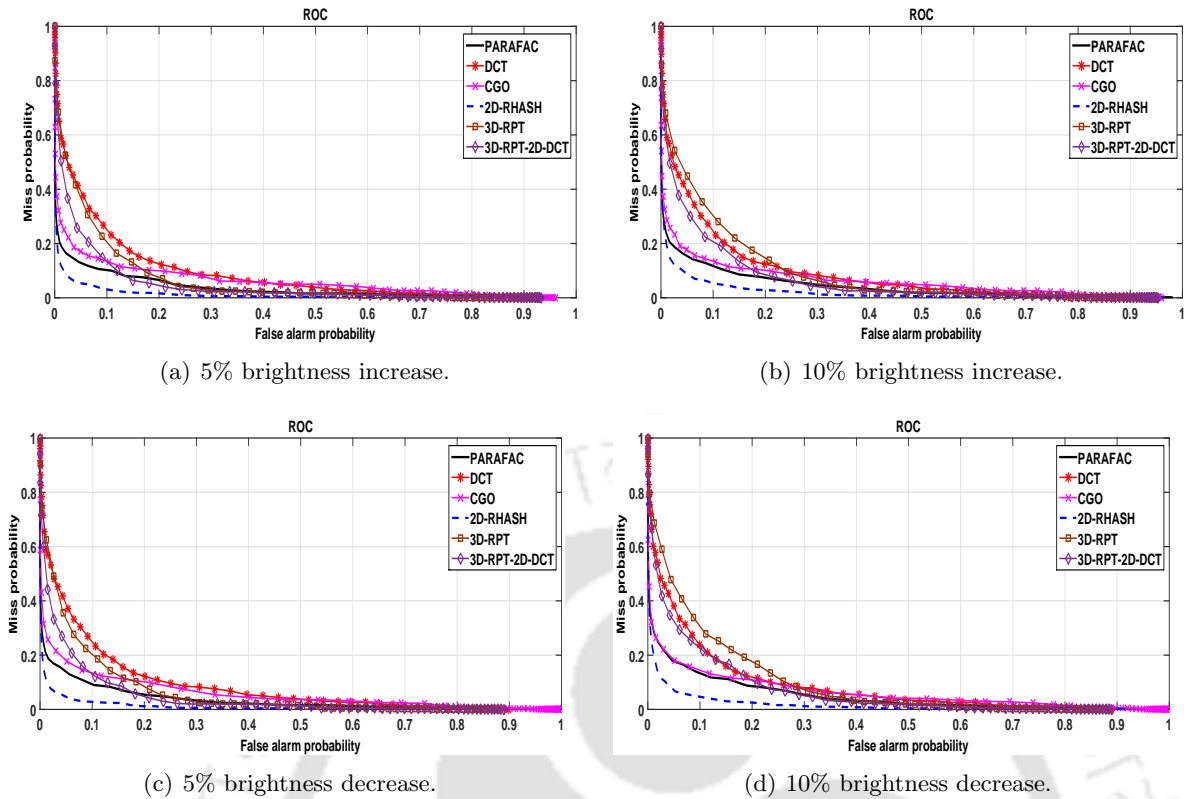 ROC
Miss probability
1
0.8
0.6
0.4
0.2
0
PARAFAC
DCT
CGO
2D-RHASH
3D-RPT
3D-RPT-2D-DCT
0 0.1 0.2 0.3 0.4 0.5 0.6 0.7 0.8 0.9 1
False alarm probability
(a) 5% brightness increase.
ROC
Miss probability
1
0.8
0.6
0.4
0.2
0
PARAFAC
DCT
CGO
2D-RHASH
3D-RPT
3D-RPT-2D-DCT
0 0.1 0.2 0.3 0.4 0.5 0.6 0.7 0.8 0.9 1
False alarm probability
(b) 10% brightness increase.
ROC
Miss probability
1
0.8
0.6
0.4
0.2
0
PARAFAC
DCT
CGO
2D-RHASH
3D-RPT
3D-RPT-2D-DCT
0 0.1 0.2 0.3 0.4 0.5 0.6 0.7 0.8 0.9 1
False alarm probability
(c) 5% brightness decrease.
ROC
Miss probability
1
0.8
0.6
0.4
0.2
0
PARAFAC
DCT
CGO
2D-RHASH
3D-RPT
3D-RPT-2D-DCT
0 0.1 0.2 0.3 0.4 0.5 0.6 0.7 0.8 0.9 1
False alarm probability
(d) 10% brightness decrease.